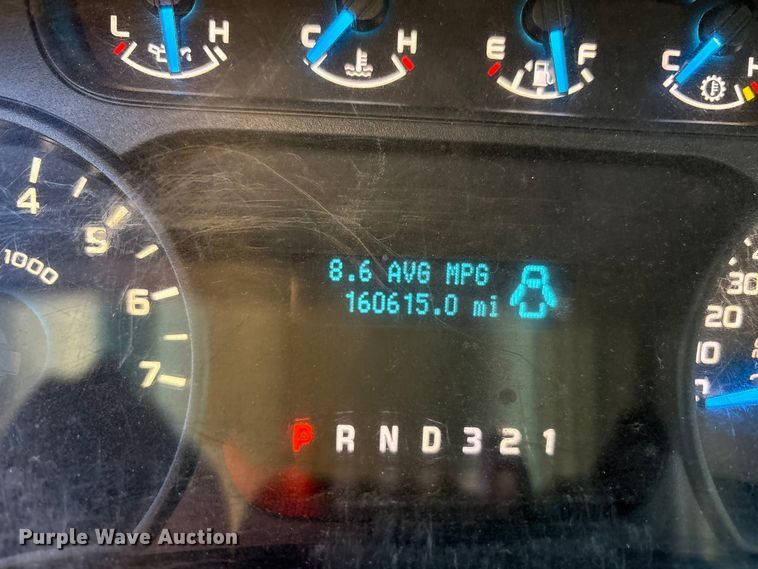 L H C H E F C H
4
5
x1000
6
7
8.6 AVG MPG
160615.0 mi
30
20
10
P R N D 3 2 1
Purple Wave Auction